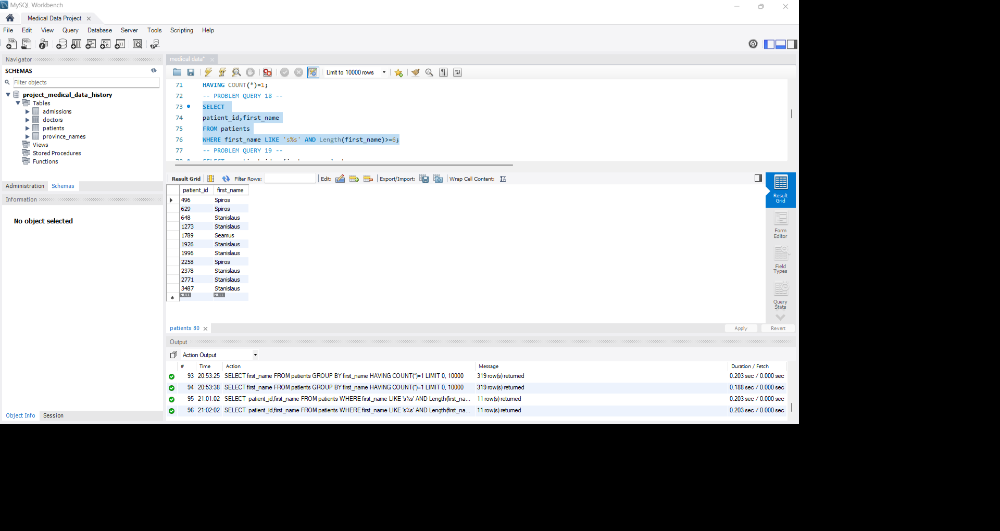 MySQL Workbench
Medical Data Project
File Edit View Query Database Server Tools Scripting Help
Navigator
SCHEMAS
Filter objects
project_medical_data_history
Tables
admissions
doctors
patients
province_names
Views
Stored Procedures
Functions
Administration Schemas
Information
No object selected
Object Info Session
medical data*
Limit to 10000 rows
71 HAVING COUNT(*)=1;
72 -- PROBLEM QUERY 18 --
73 SELECT
74 patient_id,first_name
75 FROM patients
76 WHERE first_name LIKE 's%s' AND Length(first_name)>=6;
77 -- PROBLEM QUERY 19 --
Result Grid Filter Rows: Edit: Export/Import: Wrap Cell Content:
patient_id first_name
496 Spiros
629 Spiros
648 Stanislaus
1273 Stanislaus
1789 Seamus
1926 Stanislaus
1996 Stanislaus
2258 Spiros
2378 Stanislaus
2771 Stanislaus
3487 Stanislaus
NULL NULL
Result
Grid
Form
Editor
Field
Types
Query
Stats
patients 80
Apply Revert
Output
Action Output
# Time Action Message Duration / Fetch
93 20:53:25 SELECT first_name FROM patients GROUP BY first_name HAVING COUNT(*)=1 LIMIT 0, 10000 319 row(s) returned 0.203 sec / 0.000 sec
94 20:53:38 SELECT first_name FROM patients GROUP BY first_name HAVING COUNT(*)=1 LIMIT 0, 10000 319 row(s) returned 0.188 sec / 0.000 sec
95 21:01:02 SELECT patient_id,first_name FROM patients WHERE first_name LIKE 's%s' AND Length(first_na... 11 row(s) returned 0.203 sec / 0.000 sec
96 21:02:02 SELECT patient_id,first_name FROM patients WHERE first_name LIKE 's%s' AND Length(first_na... 11 row(s) returned 0.203 sec / 0.000 sec